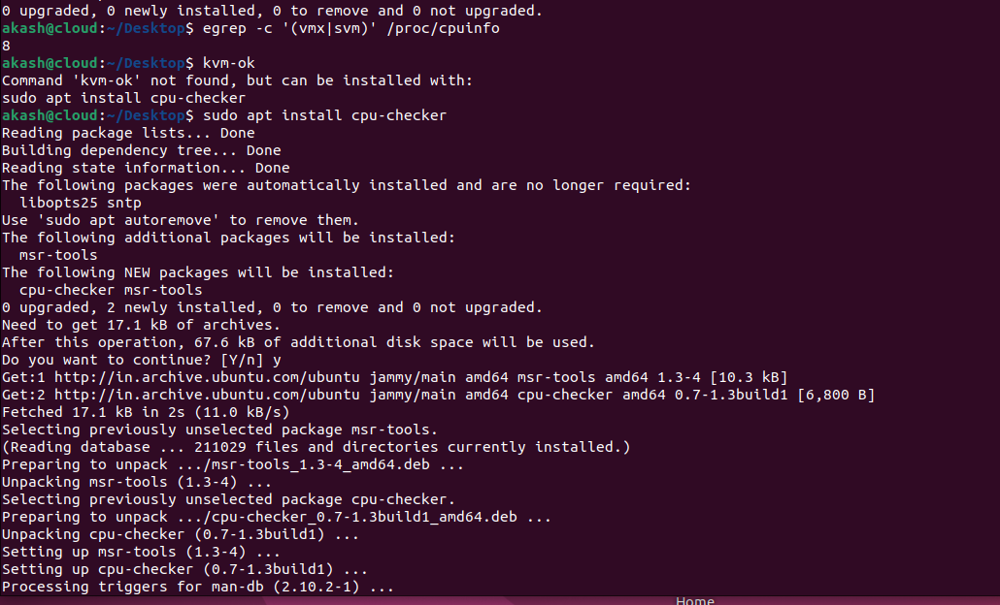 0 upgraded, 0 newly installed, 0 to remove and 0 not upgraded.
akash@cloud:~/Desktop$ egrep -c '(vmx|svm)' /proc/cpuinfo
8
akash@cloud:~/Desktop$ kvm-ok
Command 'kvm-ok' not found, but can be installed with:
sudo apt install cpu-checker
akash@cloud:~/Desktop$ sudo apt install cpu-checker
Reading package lists... Done
Building dependency tree... Done
Reading state information... Done
The following packages were automatically installed and are no longer required:
  libopts25 sntp
Use 'sudo apt autoremove' to remove them.
The following additional packages will be installed:
  msr-tools
The following NEW packages will be installed:
  cpu-checker msr-tools
0 upgraded, 2 newly installed, 0 to remove and 0 not upgraded.
Need to get 17.1 kB of archives.
After this operation, 67.6 kB of additional disk space will be used.
Do you want to continue? [Y/n] y
Get:1 http://in.archive.ubuntu.com/ubuntu jammy/main amd64 msr-tools amd64 1.3-4 [10.3 kB]
Get:2 http://in.archive.ubuntu.com/ubuntu jammy/main amd64 cpu-checker amd64 0.7-1.3build1 [6,800 B]
Fetched 17.1 kB in 2s (11.0 kB/s)
Selecting previously unselected package msr-tools.
(Reading database ... 211029 files and directories currently installed.)
Preparing to unpack .../msr-tools_1.3-4_amd64.deb ...
Unpacking msr-tools (1.3-4) ...
Selecting previously unselected package cpu-checker.
Preparing to unpack .../cpu-checker_0.7-1.3build1_amd64.deb ...
Unpacking cpu-checker (0.7-1.3build1) ...
Setting up msr-tools (1.3-4) ...
Setting up cpu-checker (0.7-1.3build1) ...
Processing triggers for man-db (2.10.2-1) ...
Home